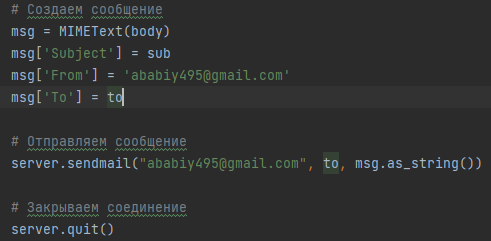 # Создаем сообщение
msg = MIMEText(body)
msg['Subject'] = sub
msg['From'] = 'ababiy495@gmail.com'
msg['To'] = to
# Отправляем сообщение
server.sendmail("ababiy495@gmail.com", to, msg.as_string())
# Закрываем соединение
server.quit()